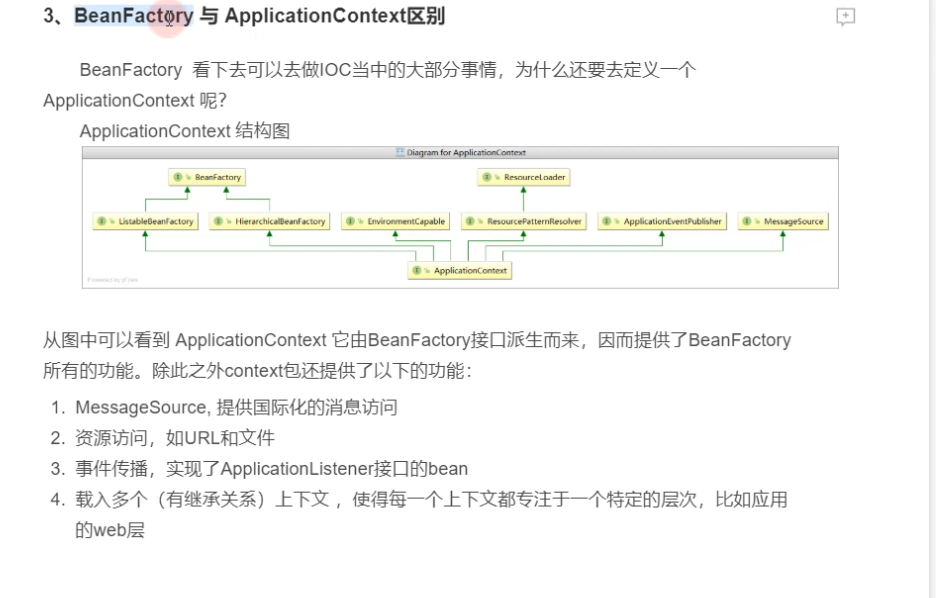 3、BeanFactory 与 ApplicationContext区别
BeanFactory 看下去可以去做IOC当中的大部分事情，为什么还要去定义一个
ApplicationContext 呢？
ApplicationContext 结构图
Diagram for ApplicationContext
BeanFactory
ResourceLoader
ListableBeanFactory
HierarchicalBeanFactory
EnvironmentCapable
ResourcePatternResolver
ApplicationEventPublisher
MessageSource
ApplicationContext
Powered by yFiles
从图中可以看到 ApplicationContext 它由BeanFactory接口派生而来，因而提供了BeanFactory
所有的功能。除此之外context包还提供了以下的功能：
1. MessageSource, 提供国际化的消息访问
2. 资源访问，如URL和文件
3. 事件传播，实现了ApplicationListener接口的bean
4. 载入多个（有继承关系）上下文 ，使得每一个上下文都专注于一个特定的层次，比如应用
的web层